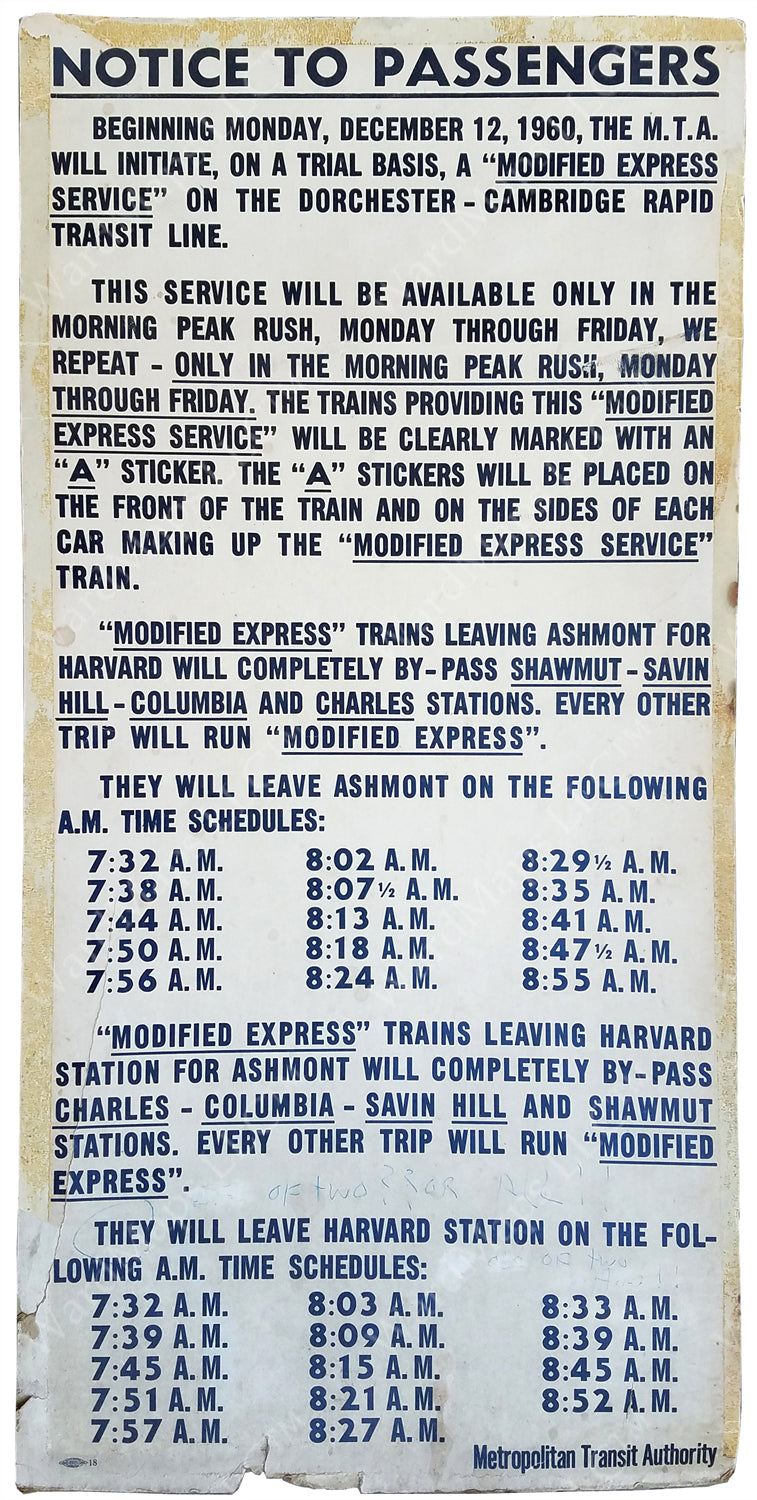 NOTICE TO PASSENGERS
BEGINNING MONDAY, DECEMBER 12, 1960, THE M.T.A.
WILL INITIATE, ON A TRIAL BASIS, A “MODIFIED EXPRESS
SERVICE” ON THE DORCHESTER - CAMBRIDGE RAPID
TRANSIT LINE.
THIS SERVICE WILL BE AVAILABLE ONLY IN THE
MORNING PEAK RUSH, MONDAY THROUGH FRIDAY, WE
REPEAT - ONLY IN THE MORNING PEAK RUSH, MONDAY
THROUGH FRIDAY. THE TRAINS PROVIDING THIS “MODIFIED
EXPRESS SERVICE” WILL BE CLEARLY MARKED WITH AN
“A” STICKER. THE “A” STICKERS WILL BE PLACED ON
THE FRONT OF THE TRAIN AND ON THE SIDES OF EACH
CAR MAKING UP THE “MODIFIED EXPRESS SERVICE”
TRAIN.
“MODIFIED EXPRESS” TRAINS LEAVING ASHMONT FOR
HARVARD WILL COMPLETELY BY-PASS SHAWMUT-SAVIN
HILL-COLUMBIA AND CHARLES STATIONS. EVERY OTHER
TRIP WILL RUN “MODIFIED EXPRESS”.
THEY WILL LEAVE ASHMONT ON THE FOLLOWING
A.M. TIME SCHEDULES:
7:32 A.M. 8:02 A.M. 8:29½ A.M.
7:38 A.M. 8:07½ A.M. 8:35 A.M.
7:44 A.M. 8:13 A.M. 8:41 A.M.
7:50 A.M. 8:18 A.M. 8:47½ A.M.
7:56 A.M. 8:24 A.M. 8:55 A.M.
“MODIFIED EXPRESS” TRAINS LEAVING HARVARD
STATION FOR ASHMONT WILL COMPLETELY BY-PASS
CHARLES - COLUMBIA - SAVIN HILL AND SHAWMUT
STATIONS. EVERY OTHER TRIP WILL RUN “MODIFIED
EXPRESS”.
OF two
THEY WILL LEAVE HARVARD STATION ON THE FOL-
LOWING A.M. TIME SCHEDULES:
7:32 A.M. 8:03 A.M. 8:33 A.M.
7:39 A.M. 8:09 A.M. 8:39 A.M.
7:45 A.M. 8:15 A.M. 8:45 A.M.
7:51 A.M. 8:21 A.M. 8:52 A.M.
7:57 A.M. 8:27 A.M.
Metropolitan Transit Authority
18